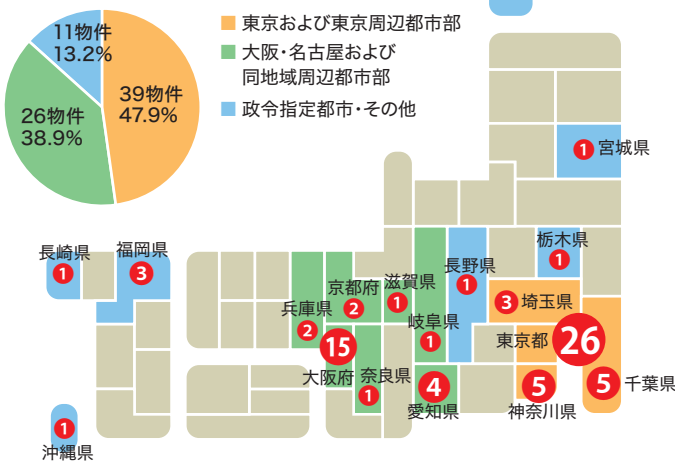 11物件
13.2%
39物件
47.9%
26物件
38.9%
東京および東京周辺都市部
大阪・名古屋および
同地域周辺都市部
政令指定都市・その他
1 宮城県
栃木県
1
長崎県
1
福岡県
3
兵庫県
2
京都府
2
滋賀県
1
岐阜県
1
長野県
1
3 埼玉県
東京都 26
15
大阪府
奈良県
1
4
愛知県
5
神奈川県
5 千葉県
1
沖縄県